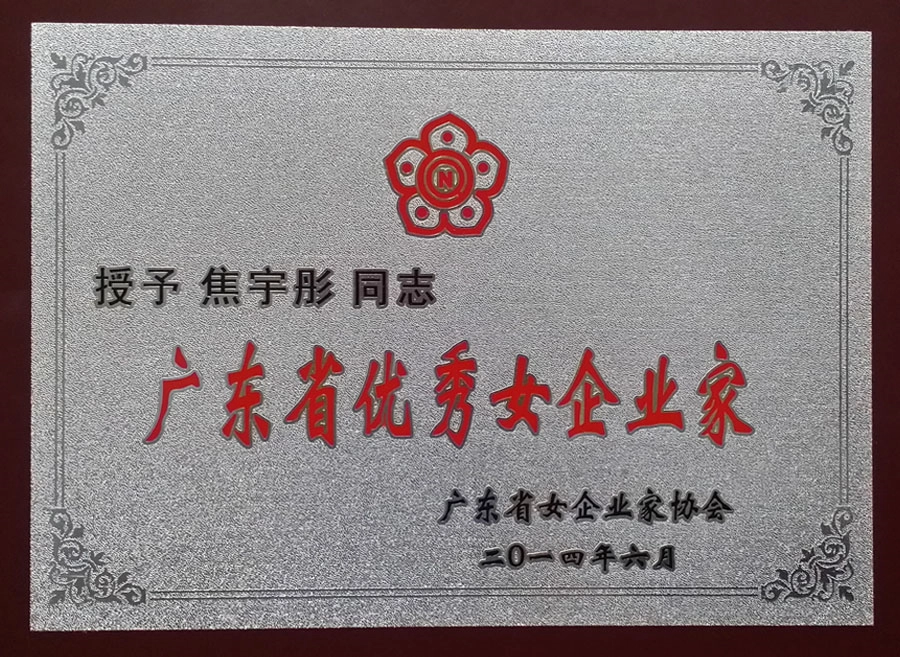 N
授予 焦宇彤 同志
广东省优秀女企业家
广东省女企业家协会
二0一四年六月